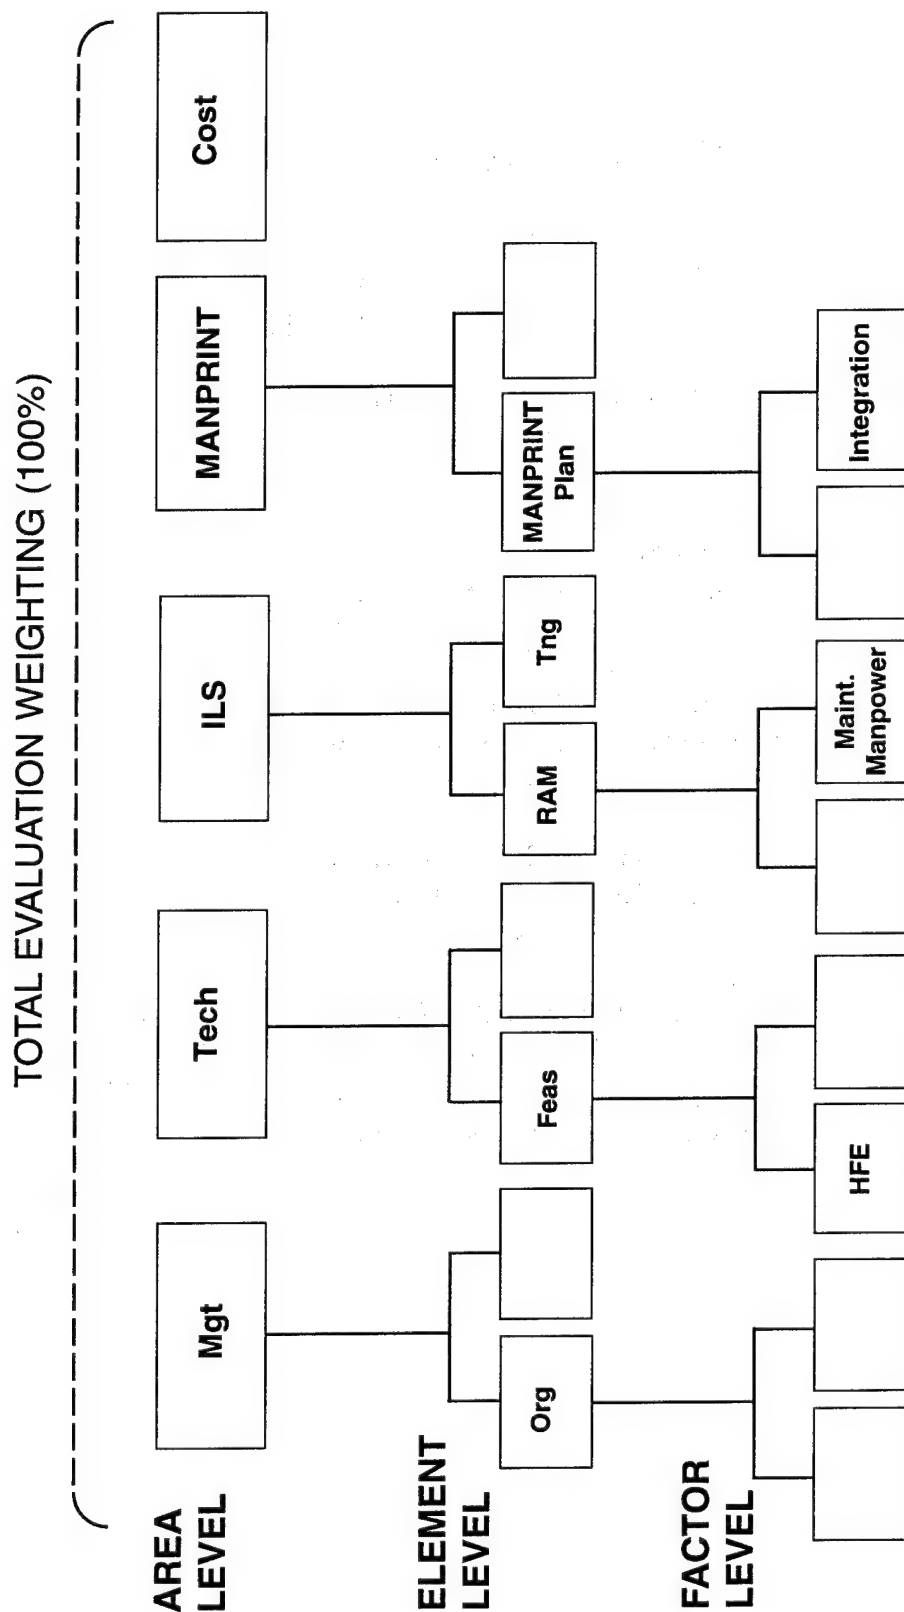 TOTAL EVALUATION WEIGHTING (100%)
AREA
LEVEL
Mgt
Tech
ILS
MANPRINT
Cost
ELEMENT
LEVEL
Org
Feas
RAM
Tng
MANPRINT
Plan
FACTOR
LEVEL
HFE
Maint.
Manpower
Integration